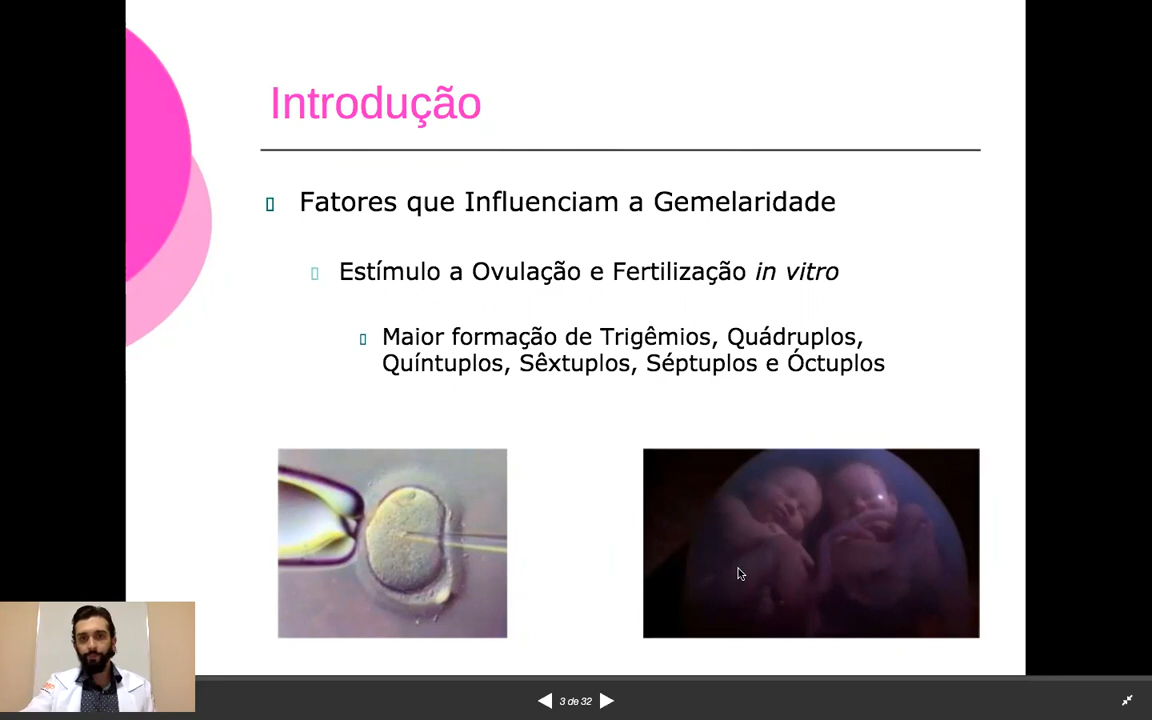 Introdução
Fatores que Influenciam a Gemelaridade
Estímulo a Ovulação e Fertilização in vitro
Maior formação de Trigêmios, Quádruplos,
Quíntuplos, Sêxtuplos, Séptuplos e Óctuplos
3 de 32